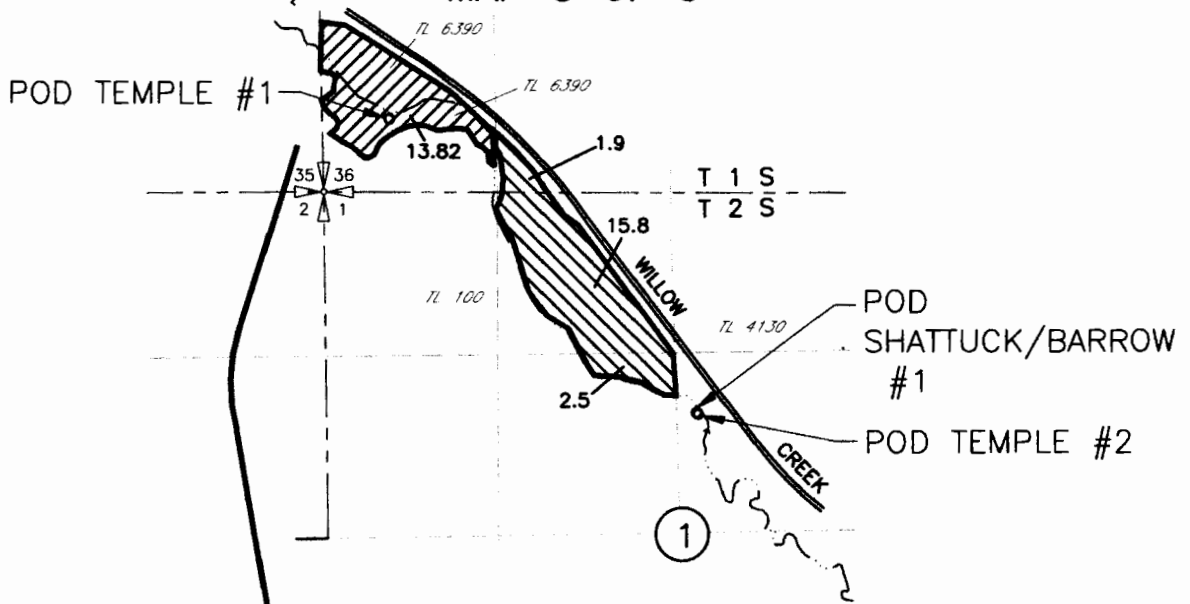 TL 6390
POD TEMPLE #1
TL 6390
13.82
1.9
35 36
2 1
T 1 S
T 2 S
15.8
WILLOW
TL 100
TL 4130
POD
SHATTUCK/BARROW
#1
2.5
POD TEMPLE #2
CREEK
1